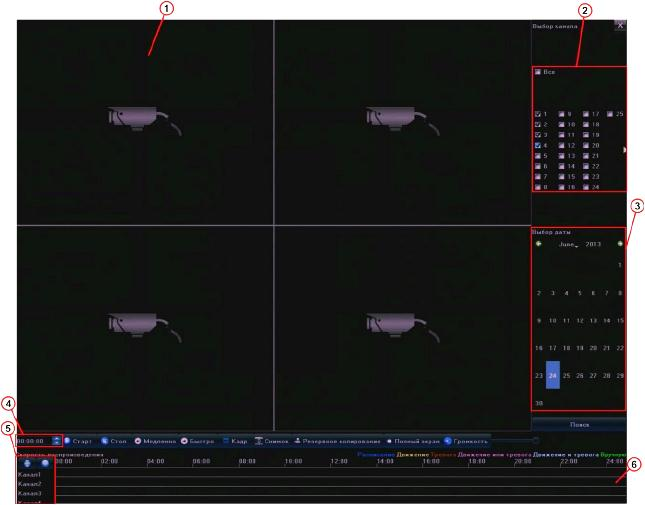 1
2
Выбор канала
X
Все
1 9 17 25
2 10 18
3 11 19
4 12 20
5 13 21
6 14 22
7 15 23
8 16 24
3
Выбор даты
June 2013
1
2 3 4 5 6 7 8
9 10 11 12 13 14 15
16 17 18 19 20 21 22
23 24 25 26 27 28 29
30
Поиск
4
00:00:00 Старт Стоп Медленно Быстро Кадр Снимок Резервное копирование Полный экран Громкость
5
Скорость воспроизведения
Расписание Движение Тревога Движение или тревога Движение и тревога Вручную
00:00 02:00 04:00 06:00 08:00 10:00 12:00 14:00 16:00 18:00 20:00 22:00 24:00
6
Канал1
Канал2
Канал3
Канал4